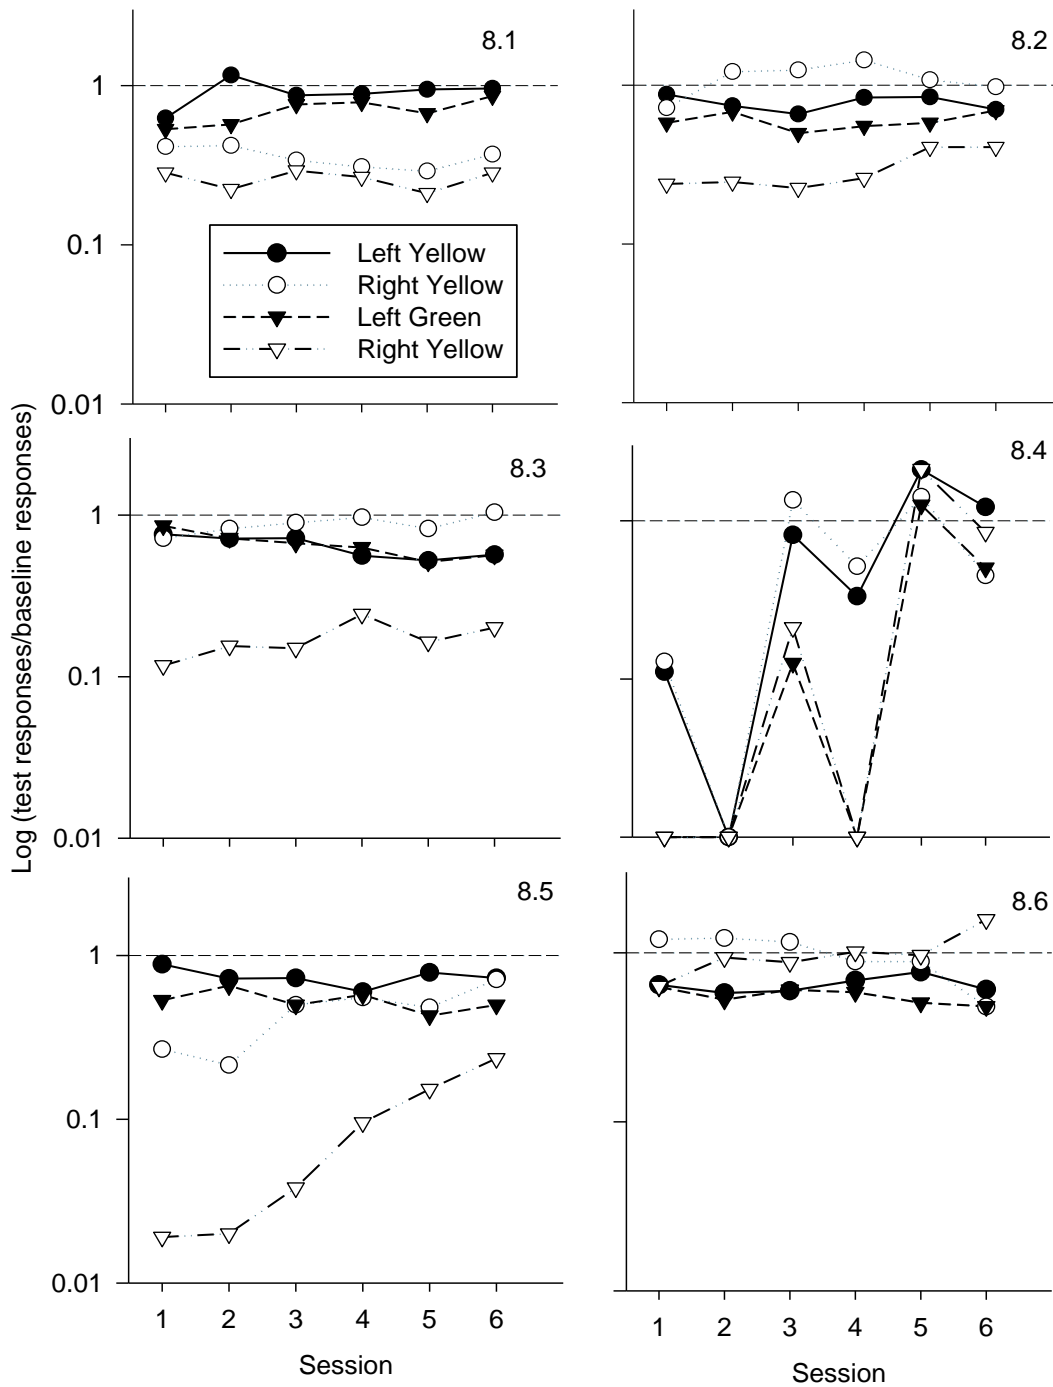 8.1
8.2
1
0.1
0.01
Left Yellow
Right Yellow
Left Green
Right Yellow
Log (test responses/baseline responses)
8.3
8.4
1
0.1
0.01
8.5
8.6
1
0.1
0.01
1 2 3 4 5 6
1 2 3 4 5 6
Session
Session